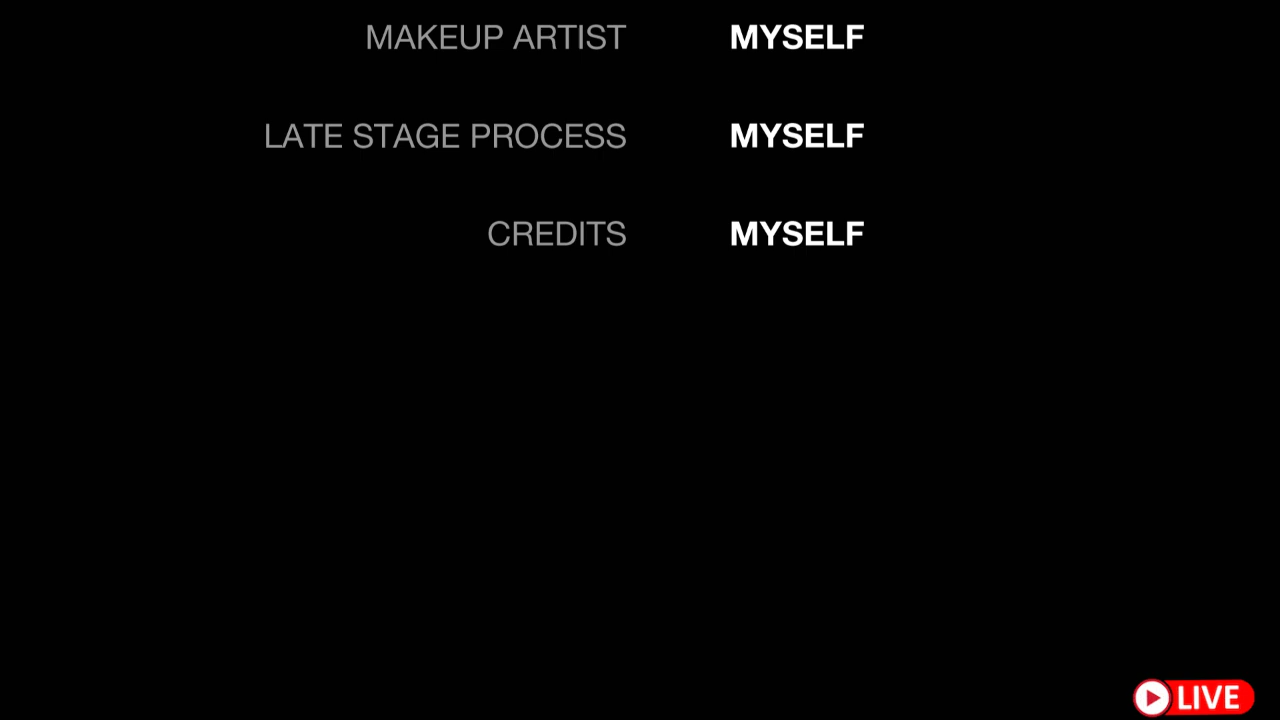 MAKEUP ARTIST MYSELF
LATE STAGE PROCESS MYSELF
CREDITS MYSELF
LIVE